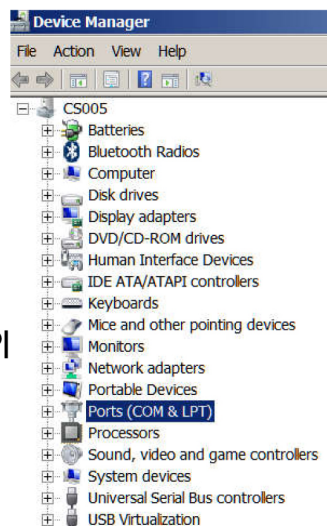 Device Manager
File Action View Help
CS005
Batteries
Bluetooth Radios
Computer
Disk drives
Display adapters
DVD/CD-ROM drives
Human Interface Devices
IDE ATA/ATAPI controllers
Keyboards
Mice and other pointing devices
Monitors
Network adapters
Portable Devices
Ports (COM & LPT)
Processors
Sound, video and game controllers
System devices
Universal Serial Bus controllers
USB Virtualization